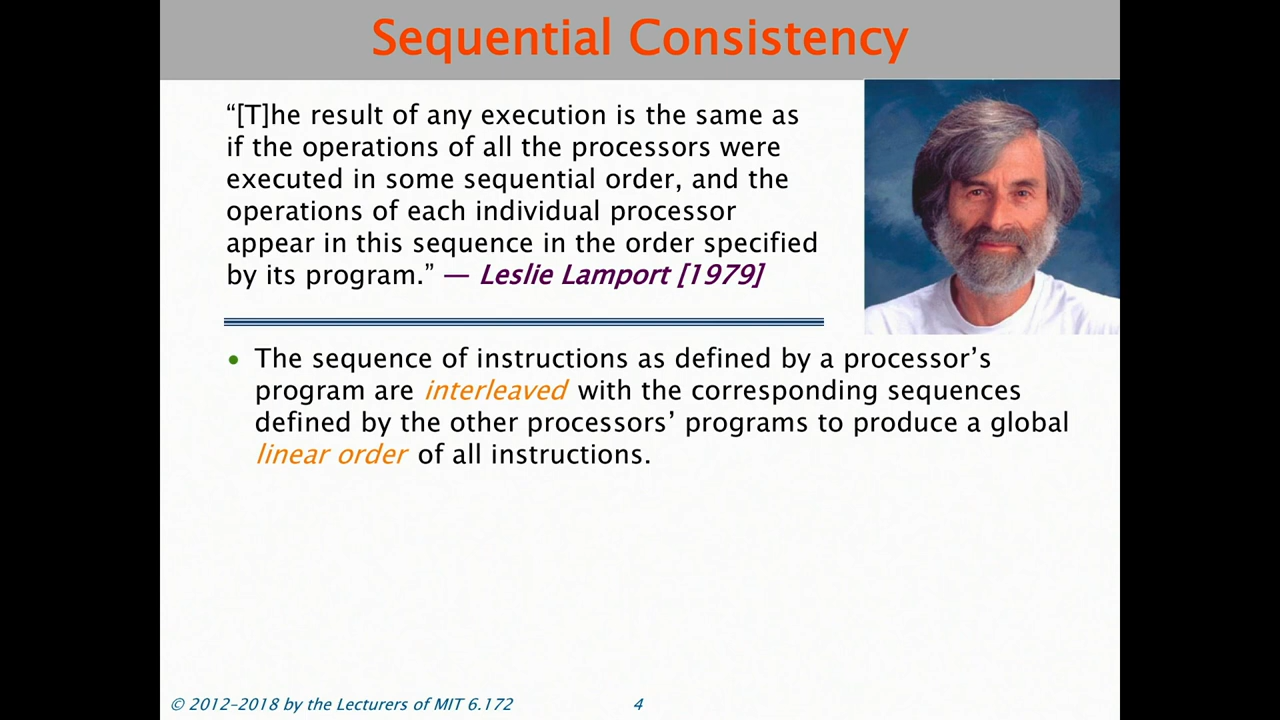 Sequential Consistency
“[T]he result of any execution is the same as
if the operations of all the processors were
executed in some sequential order, and the
operations of each individual processor
appear in this sequence in the order specified
by its program.” — Leslie Lamport [1979]
• The sequence of instructions as defined by a processor’s
program are interleaved with the corresponding sequences
defined by the other processors’ programs to produce a global
linear order of all instructions.
© 2012–2018 by the Lecturers of MIT 6.172
4